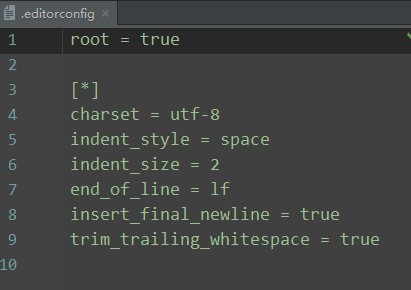 .editorconfig
1 root = true
2
3 [*]
4 charset = utf-8
5 indent_style = space
6 indent_size = 2
7 end_of_line = lf
8 insert_final_newline = true
9 trim_trailing_whitespace = true
10